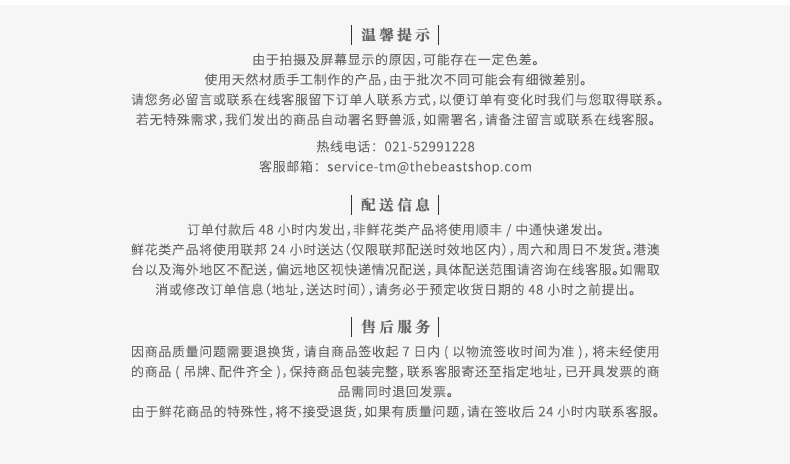 温馨提示
由于拍摄及屏幕显示的原因,可能存在一定色差。
使用天然材质手工制作的产品,由于批次不同可能会有细微差别。
请您务必留言或联系在线客服留下订单人联系方式,以便订单有变化时我们与您取得联系。
若无特殊需求,我们发出的商品自动署名野兽派,如需署名,请备注留言或联系在线客服。
热线电话：021-52991228
客服邮箱：service-tm@thebeastshop.com
配送信息
订单付款后 48 小时内发出,非鲜花类产品将使用顺丰 / 中通快递发出。
鲜花类产品将使用联邦 24 小时送达(仅限联邦配送时效地区内),周六和周日不发货。港澳
台以及海外地区不配送,偏远地区视快递情况配送,具体配送范围请咨询在线客服。如需取
消或修改订单信息(地址,送达时间),请务必于预定收货日期的 48 小时之前提出。
售后服务
因商品质量问题需要退换货,请自商品签收起 7 日内 ( 以物流签收时间为准 ),将未经使用
的商品 ( 吊牌、配件齐全 ),保持商品包装完整,联系客服寄还至指定地址,已开具发票的商
品需同时退回发票。
由于鲜花商品的特殊性,将不接受退货,如果有质量问题,请在签收后 24 小时内联系客服。